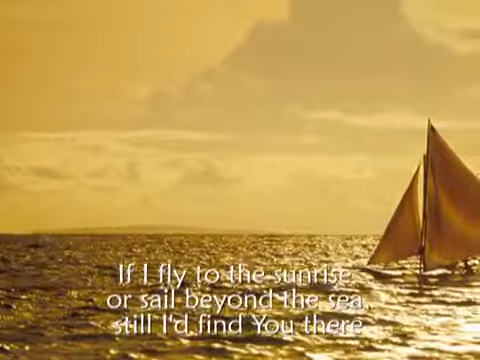 If I fly to the sunrise
or sail beyond the sea
still I'd find You there